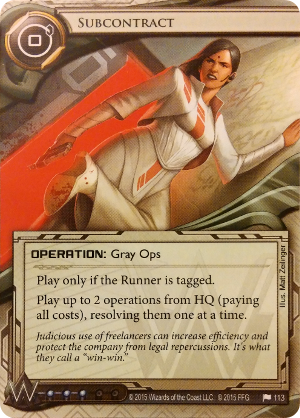 SUBCONTRACT
OPERATION: Gray Ops
Play only if the Runner is tagged.
Play up to 2 operations from HQ (paying
all costs), resolving them one at a time.
Judicious use of freelancers can increase efficiency and
protect the company from legal repercussions. It's what
they call a “win-win.”
Illus. Matt Zeilinger
© 2015 Wizards of the Coast LLC. © 2015 FFG
113